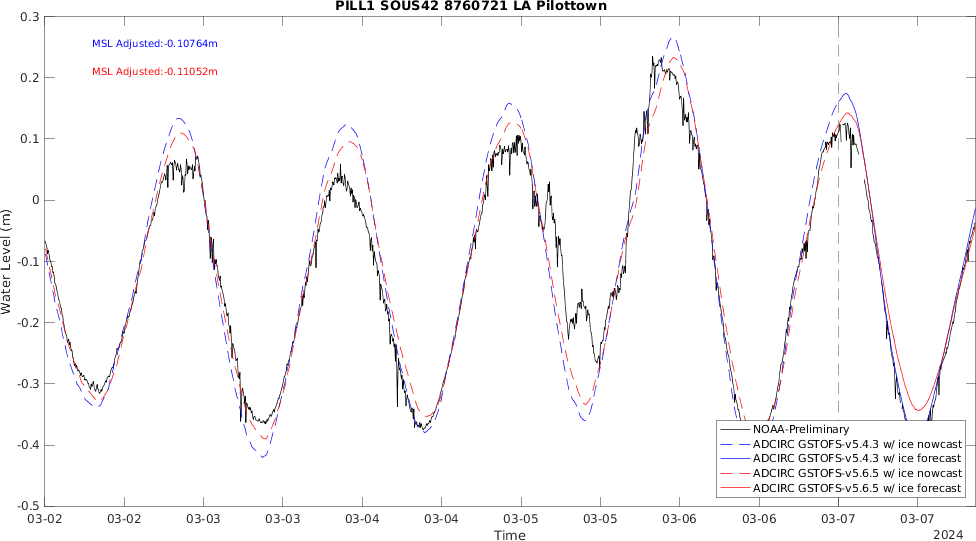 PILL1 SOUS42 8760721 LA Pilottown
MSL Adjusted:-0.10764m
MSL Adjusted:-0.11052m
Water Level (m)
0.3
0.2
0.1
0
-0.1
-0.2
-0.3
-0.4
-0.5
NOAA-Preliminary
ADCIRC GSTOFS-v5.4.3 w/ ice nowcast
ADCIRC GSTOFS-v5.4.3 w/ ice forecast
ADCIRC GSTOFS-v5.6.5 w/ ice nowcast
ADCIRC GSTOFS-v5.6.5 w/ ice forecast
03-02 03-02 03-03 03-03 03-04 03-04 03-05 03-05 03-06 03-06 03-07 03-07
Time
2024